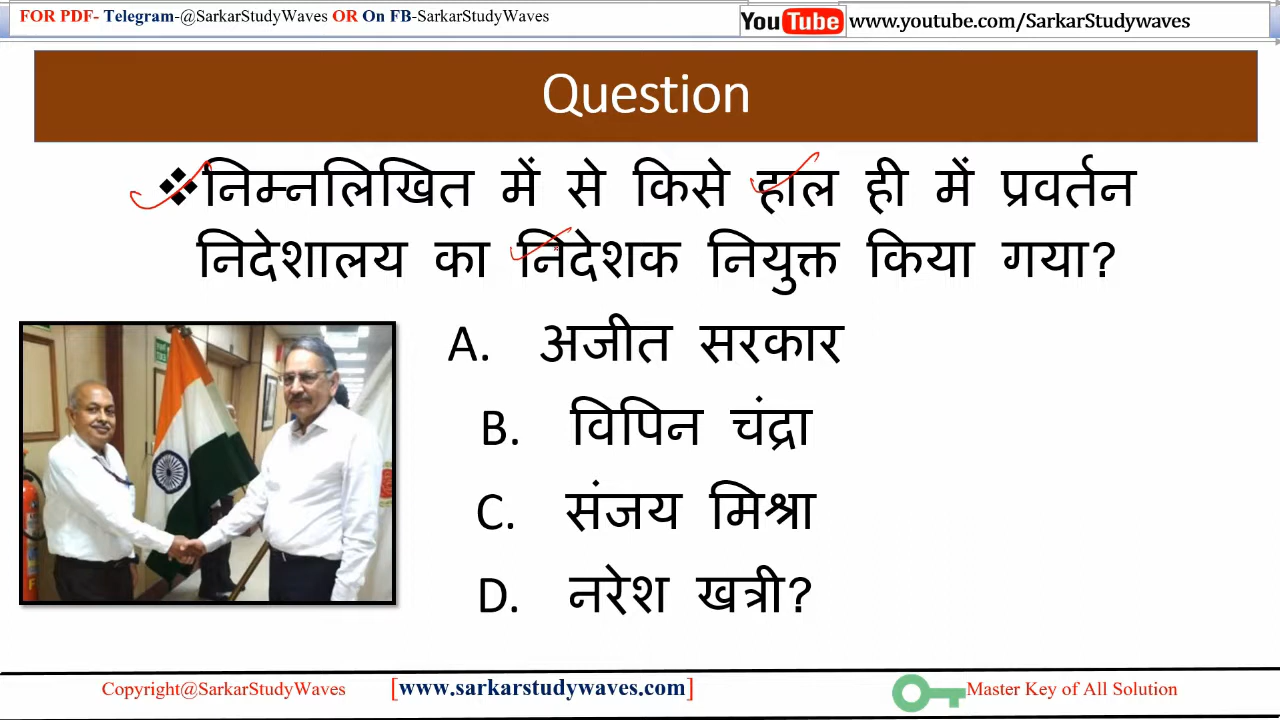 FOR PDF- Telegram-@SarkarStudyWaves OR On FB-SarkarStudyWaves
YouTube www.youtube.com/SarkarStudywaves
Question
❖निम्नलिखित में से किसे हाल ही में प्रवर्तन
निदेशालय का निदेशक नियुक्त किया गया?
A. अजीत सरकार
B. विपिन चंद्रा
C. संजय मिश्रा
D. नरेश खत्री?
Copyright@SarkarStudyWaves
[www.sarkarstudywaves.com]
Master Key of All Solution